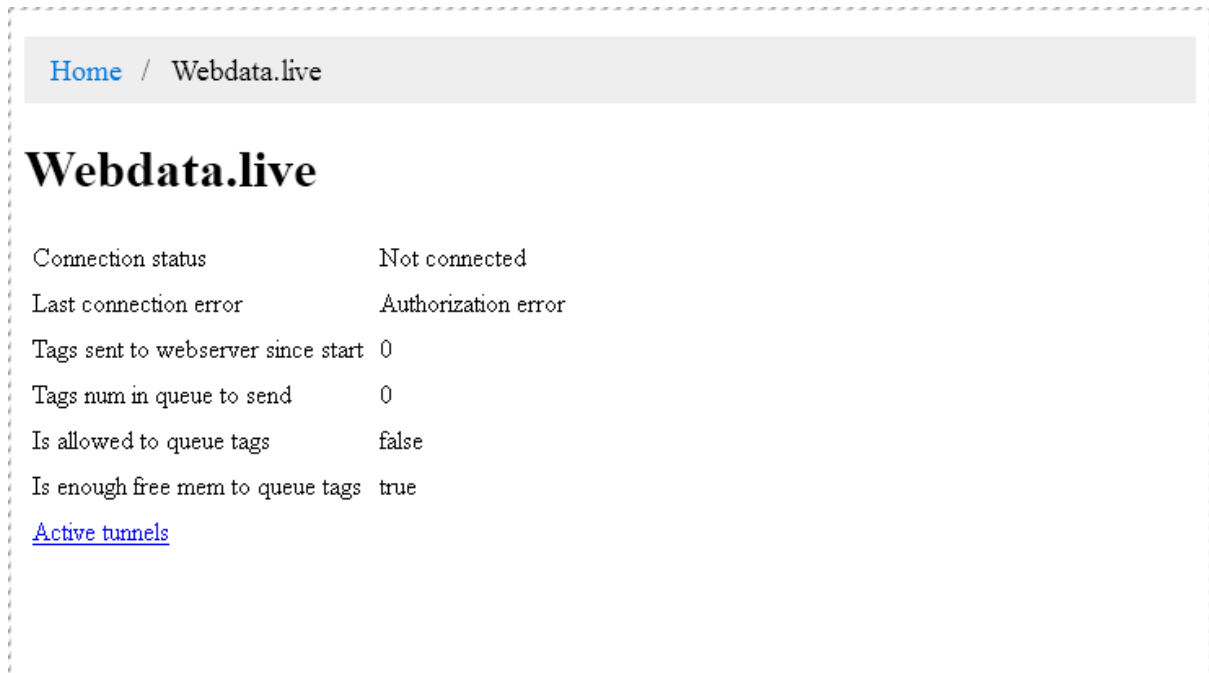 Home / Webdata.live
Webdata.live
Connection status Not connected
Last connection error Authorization error
Tags sent to webserver since start 0
Tags num in queue to send 0
Is allowed to queue tags false
Is enough free mem to queue tags true
Active tunnels